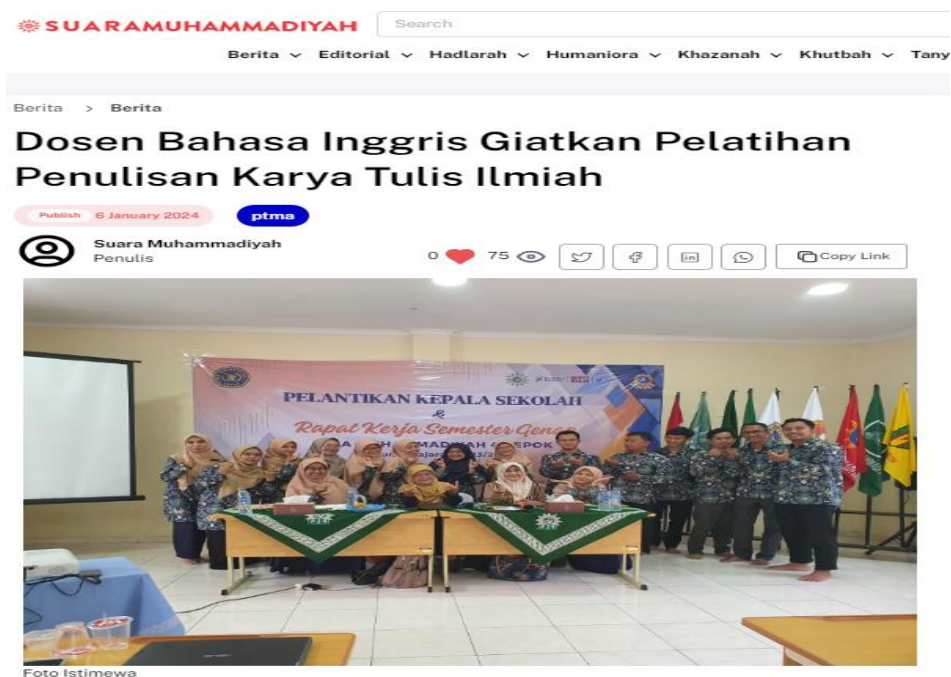 SUARAMUHAMMADIYAH
Search
Berita Editorial Hadlarah Humaniora Khazanah Khutbah Tany
Berita > Berita
Dosen Bahasa Inggris Giatkan Pelatihan
Penulisan Karya Tulis Ilmiah
Publish 6 January 2024 ptma
Suara Muhammadiyah
Penulis
0 75 Copy Link
PELANTIKAN KEPALA SEKOLAH
&
Rapat Kerja Semester Gena
EPOK
Foto Istimewa